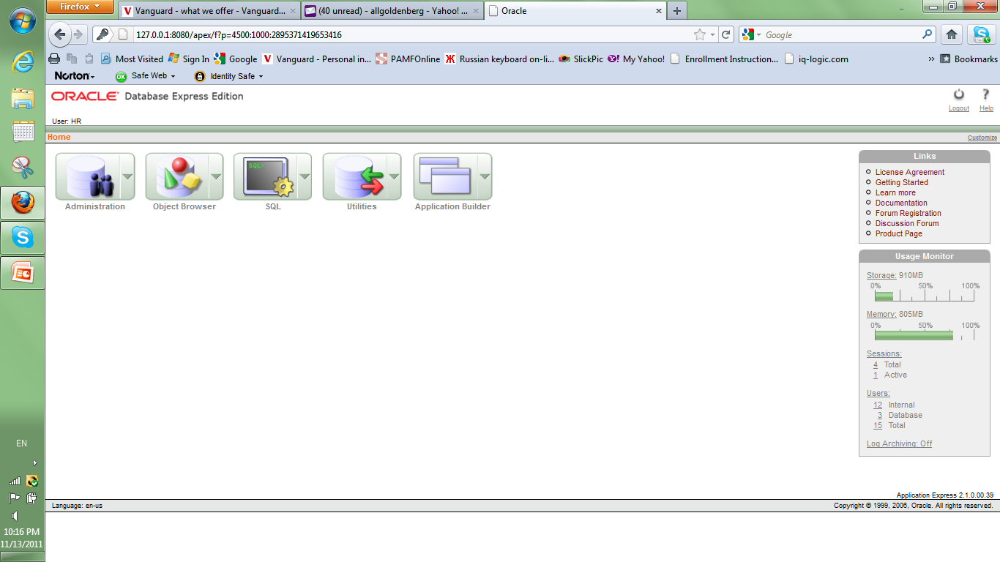 Firefox
Vanguard - what we offer - Vanguard...
(40 unread) - allgoldenberg - Yahoo! ...
Oracle
127.0.0.1:8080/apex/f?p=4500:1000:2895371419653416
Google
Most Visited
Sign In
Google
Vanguard - Personal in...
PAMFOnline
Russian keyboard on-li...
SlickPic
My Yahoo!
Enrollment Instruction...
iq-logic.com
Bookmarks
Norton
OK Safe Web
Identity Safe
ORACLE Database Express Edition
Logout
Help
User: HR
Home
Customize
SQL>
Administration
Object Browser
SQL
Utilities
Application Builder
Links
License Agreement
Getting Started
Learn more
Documentation
Forum Registration
Discussion Forum
Product Page
Usage Monitor
Storage: 910MB
0% 50% 100%
Memory: 805MB
0% 50% 100%
Sessions:
4 Total
1 Active
Users:
12 Internal
3 Database
15 Total
Log Archiving: Off
Application Express 2.1.0.00.39
Language: en-us
Copyright © 1999, 2006, Oracle. All rights reserved.
EN
10:16 PM
11/13/2011